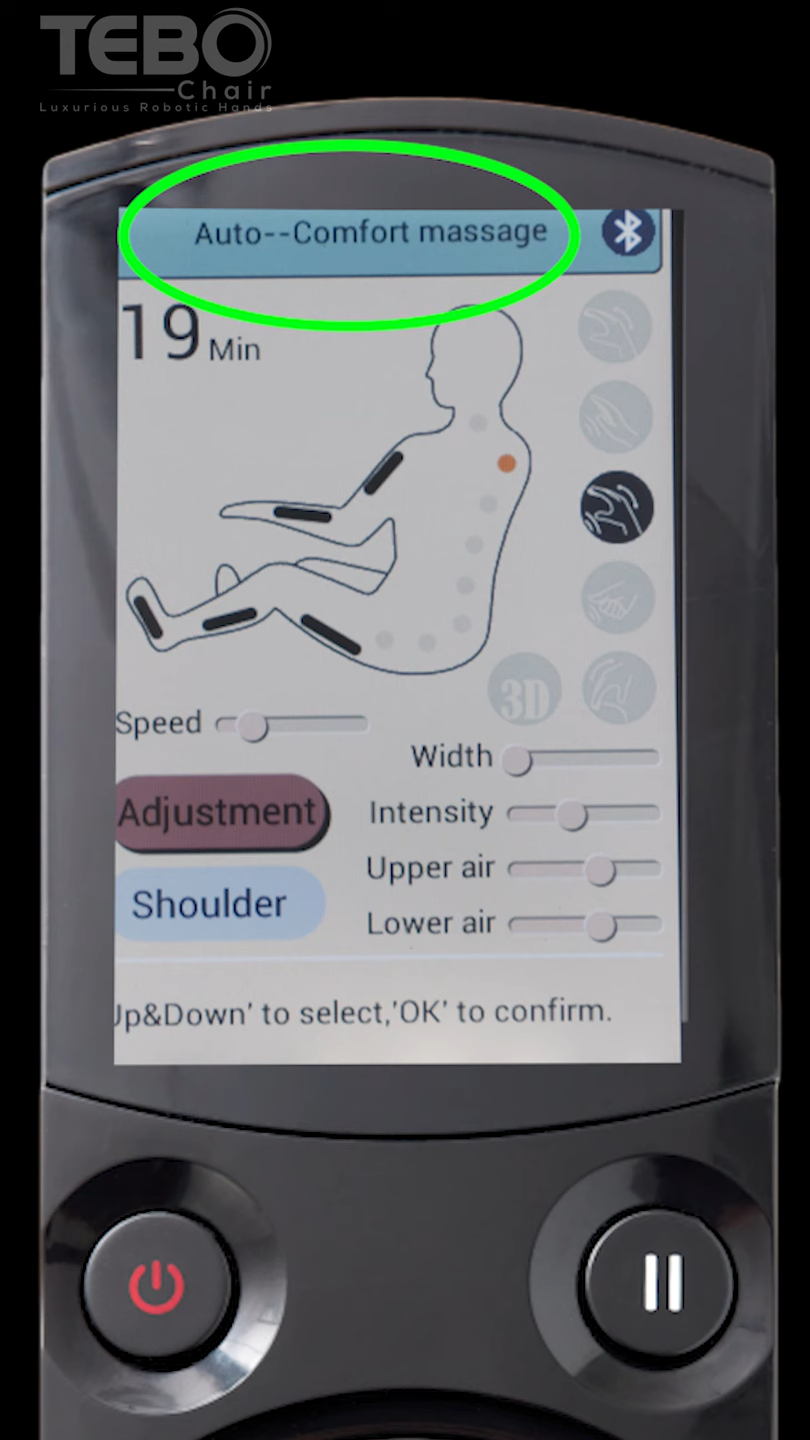 TEBO
Chair
Luxurious Robotic Hands
Auto--Comfort massage
19 Min
3D
Speed
Width
Adjustment
Intensity
Upper air
Shoulder
Lower air
Up&Down' to select,'OK' to confirm.